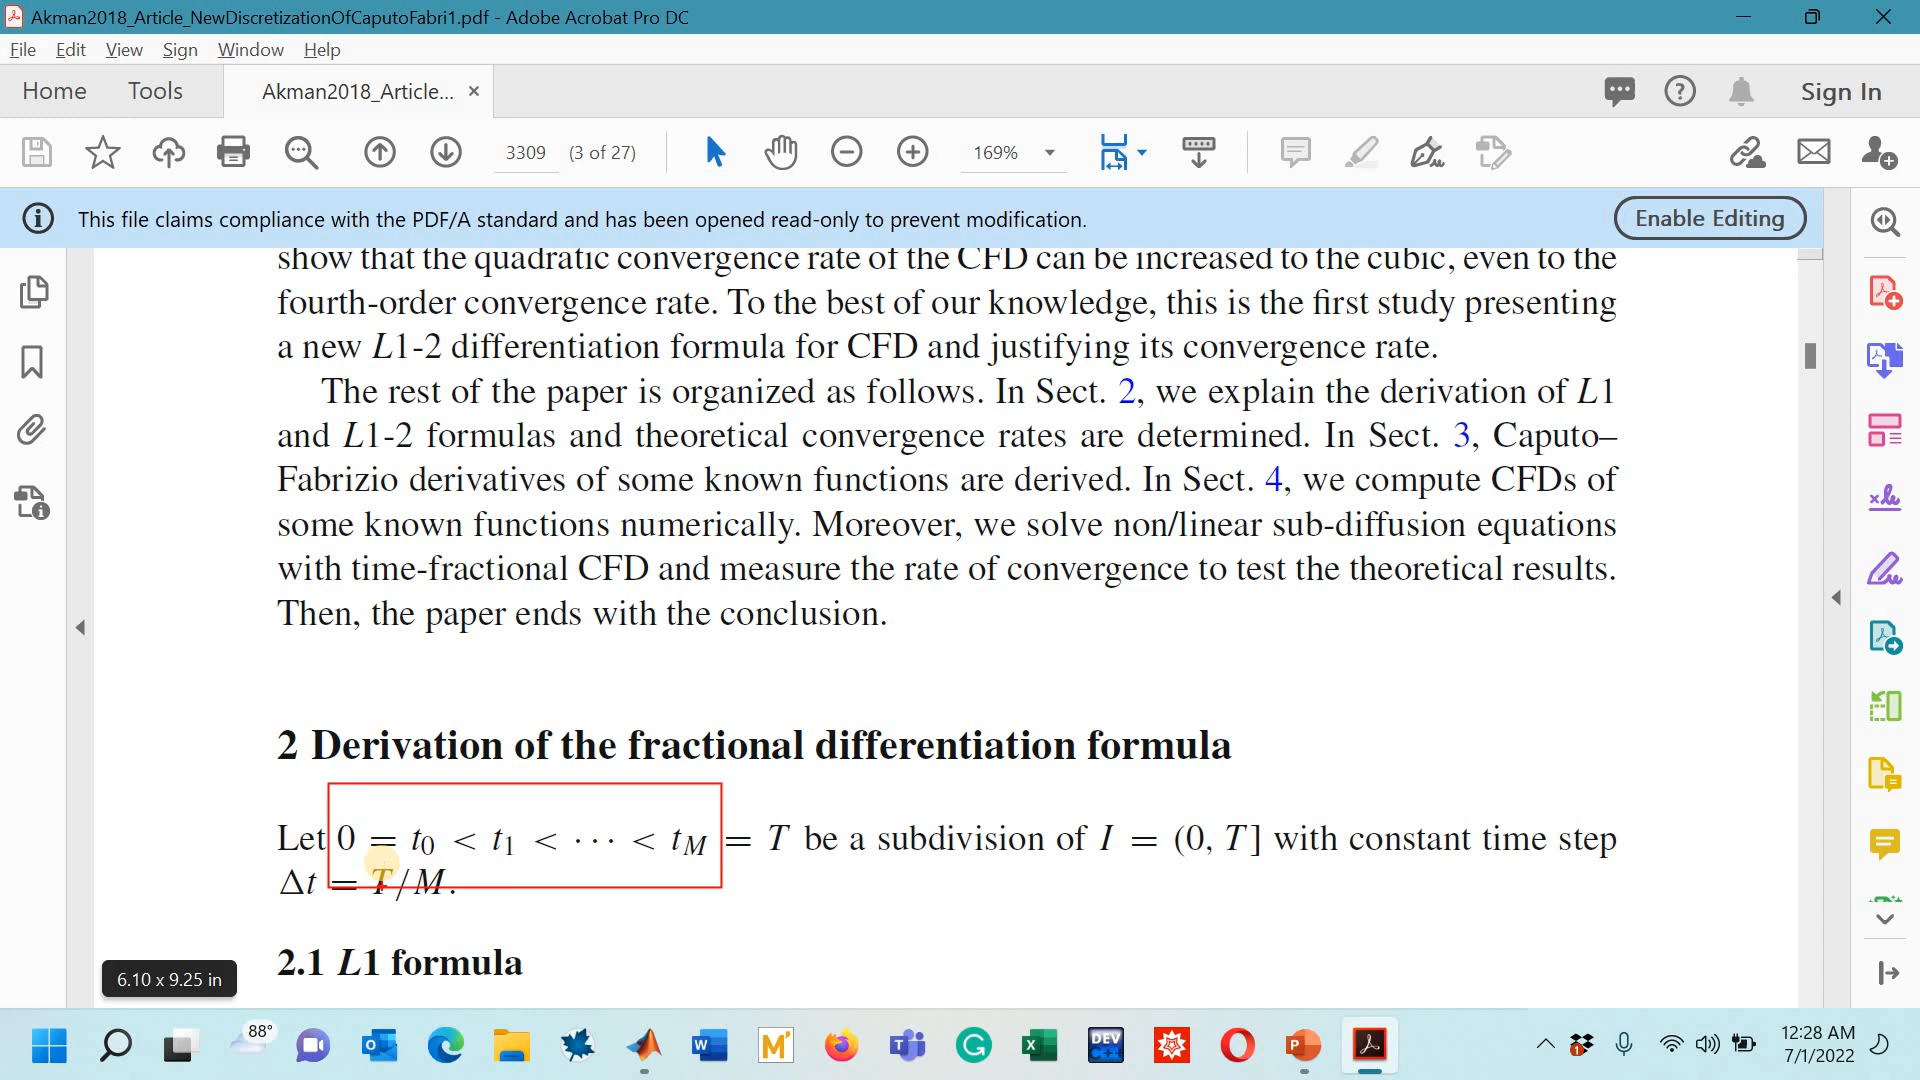 Akman2018_Article_NewDiscretizationOfCaputoFabri1.pdf - Adobe Acrobat Pro DC
File Edit View Sign Window Help
Home Tools Akman2018_Article... × Sign In
3309 (3 of 27) 169%
This file claims compliance with the PDF/A standard and has been opened read-only to prevent modification. Enable Editing
show that the quadratic convergence rate of the CFD can be increased to the cubic, even to the
fourth-order convergence rate. To the best of our knowledge, this is the first study presenting
a new L1-2 differentiation formula for CFD and justifying its convergence rate.
The rest of the paper is organized as follows. In Sect. 2, we explain the derivation of L1
and L1-2 formulas and theoretical convergence rates are determined. In Sect. 3, Caputo–
Fabrizio derivatives of some known functions are derived. In Sect. 4, we compute CFDs of
some known functions numerically. Moreover, we solve non/linear sub-diffusion equations
with time-fractional CFD and measure the rate of convergence to test the theoretical results.
Then, the paper ends with the conclusion.
2 Derivation of the fractional differentiation formula
Let 0 = t₀ < t₁ < ··· < t_M = T be a subdivision of I = (0, T] with constant time step
Δt = T/M.
2.1 L1 formula
6.10 x 9.25 in
88°
DEV C++
12:28 AM
7/1/2022